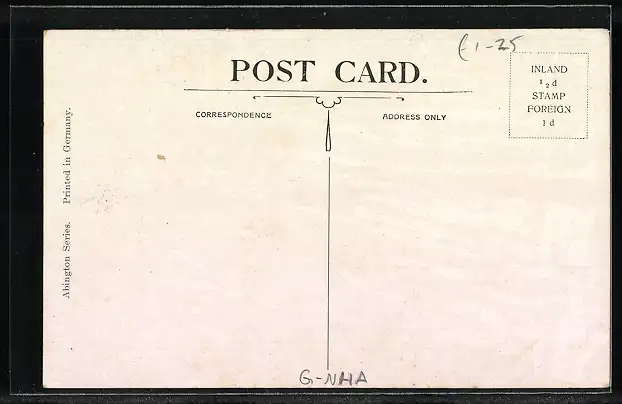 £1-25
POST CARD.
INLAND
½d
STAMP
FOREIGN
1d
CORRESPONDENCE
ADDRESS ONLY
Abington Series. Printed in Germany.
G-NHA